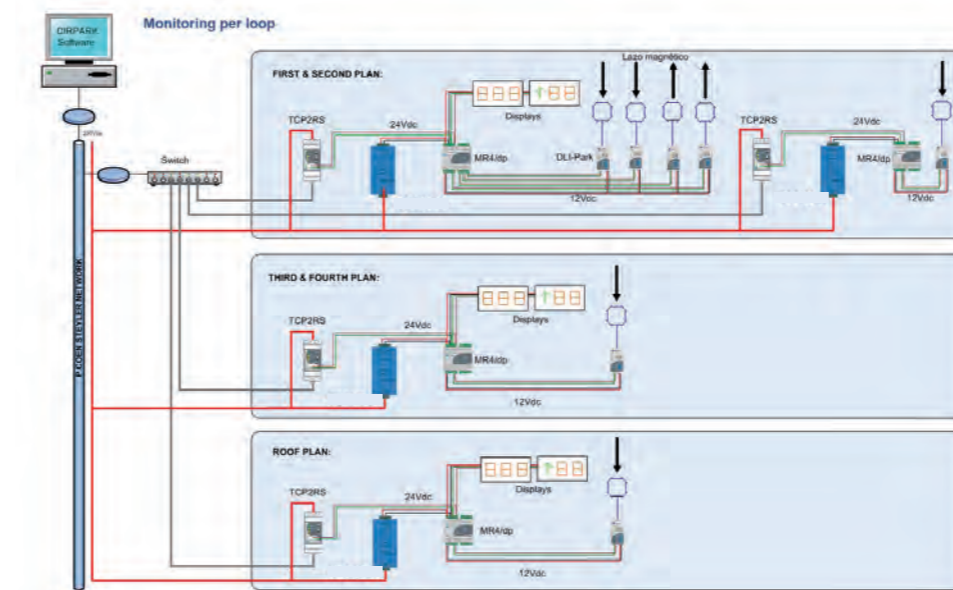 Monitoring per loop
CIRPARK
Software
Switch
FIRST & SECOND PLAN:
Lazo magnético
Displays
TCP2RS
24Vdc
MR4/dp
DLI-Park
12Vdc
TCP2RS
24Vdc
MR4/dp
12Vdc
THIRD & FOURTH PLAN:
TCP2RS
24Vdc
Displays
MR4/dp
12Vdc
ROOF PLAN:
TCP2RS
24Vdc
Displays
MR4/dp
12Vdc